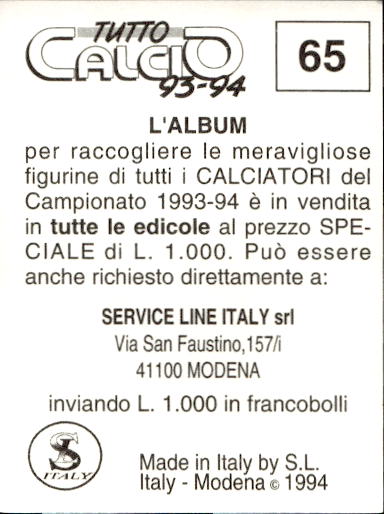 TUTTO
CALCIO
93-94
65
L'ALBUM
per raccogliere le meravigliose
figurine di tutti i CALCIATORI del
Campionato 1993-94 è in vendita
in tutte le edicole al prezzo SPE-
CIALE di L. 1.000. Può essere
anche richiesto direttamente a:
SERVICE LINE ITALY srl
Via San Faustino,157/i
41100 MODENA
inviando L. 1.000 in francobolli
SL
ITALY
Made in Italy by S.L.
Italy - Modena © 1994